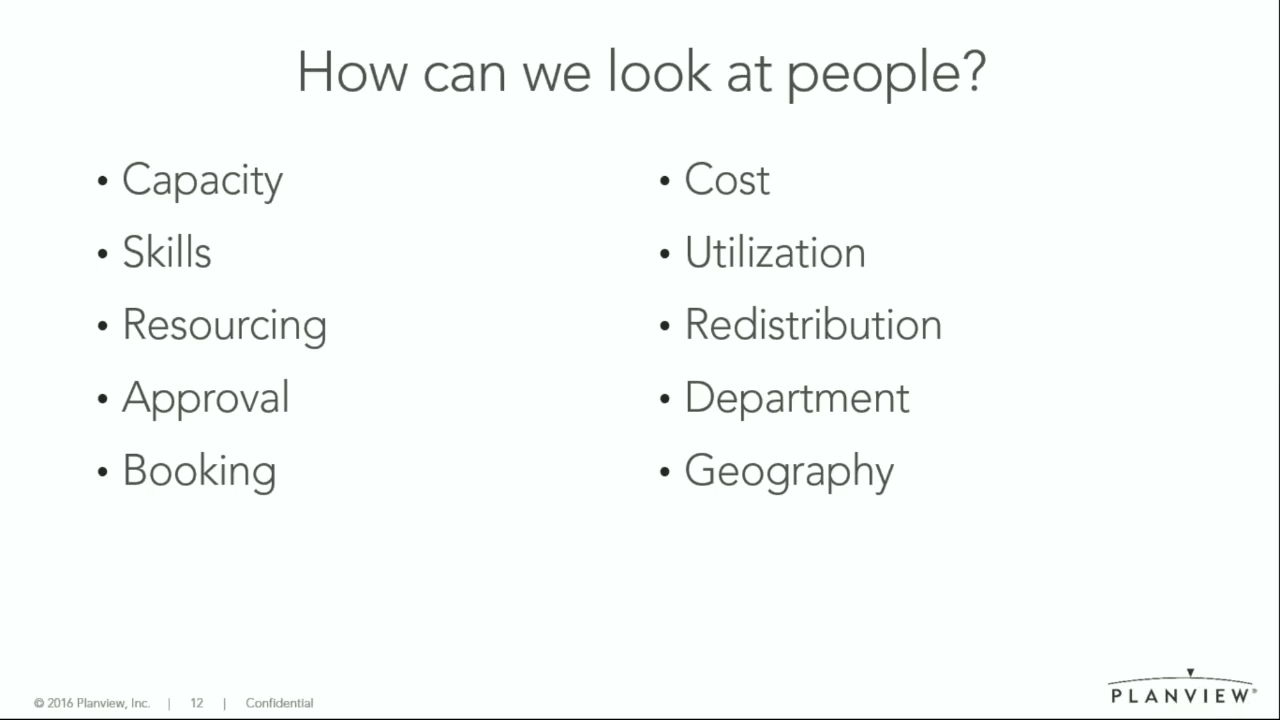 How can we look at people?
• Capacity
• Skills
• Resourcing
• Approval
• Booking
• Cost
• Utilization
• Redistribution
• Department
• Geography
© 2016 Planview, Inc. | 12 | Confidential
PLANVIEW®